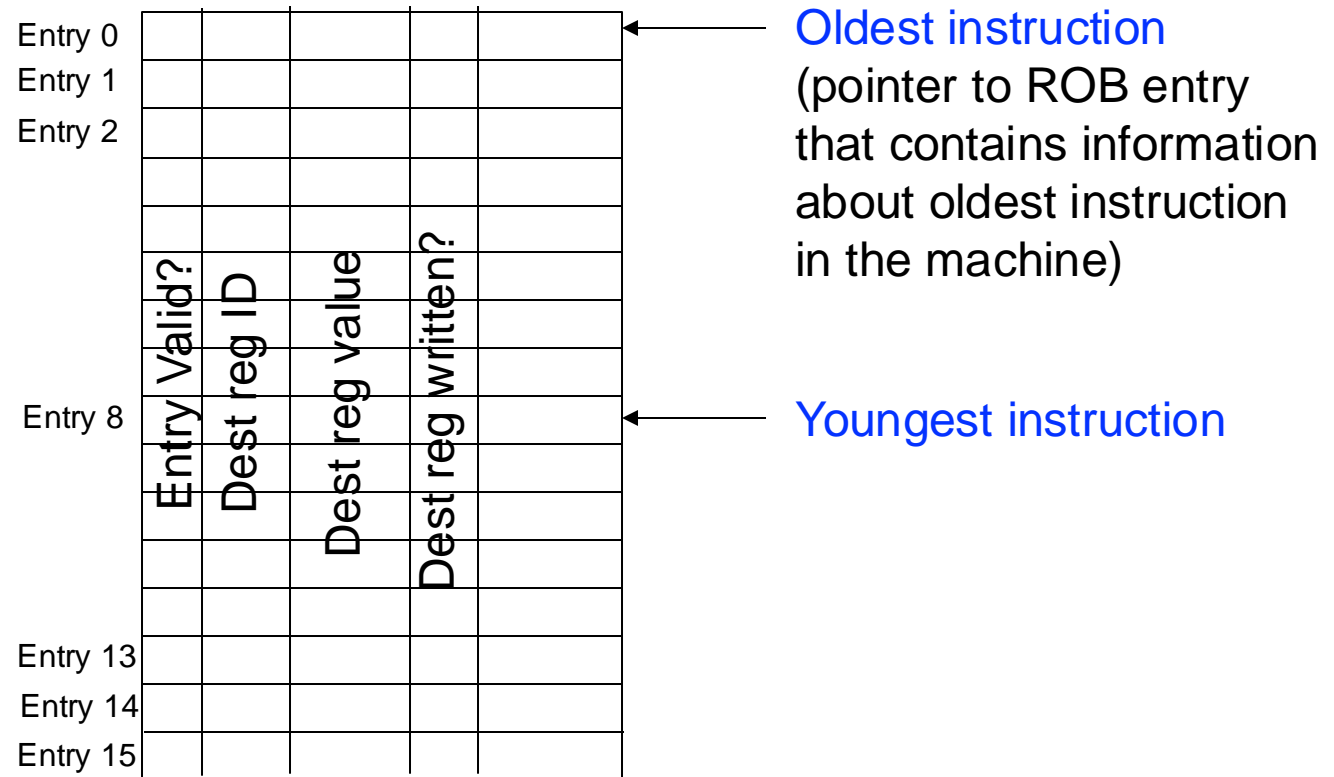 Entry 0
Entry 1
Entry 2
Entry 8
Entry 13
Entry 14
Entry 15
Entry Valid?
Dest reg ID
Dest reg value
Dest reg written?
Oldest instruction
(pointer to ROB entry
that contains information
about oldest instruction
in the machine)
Youngest instruction